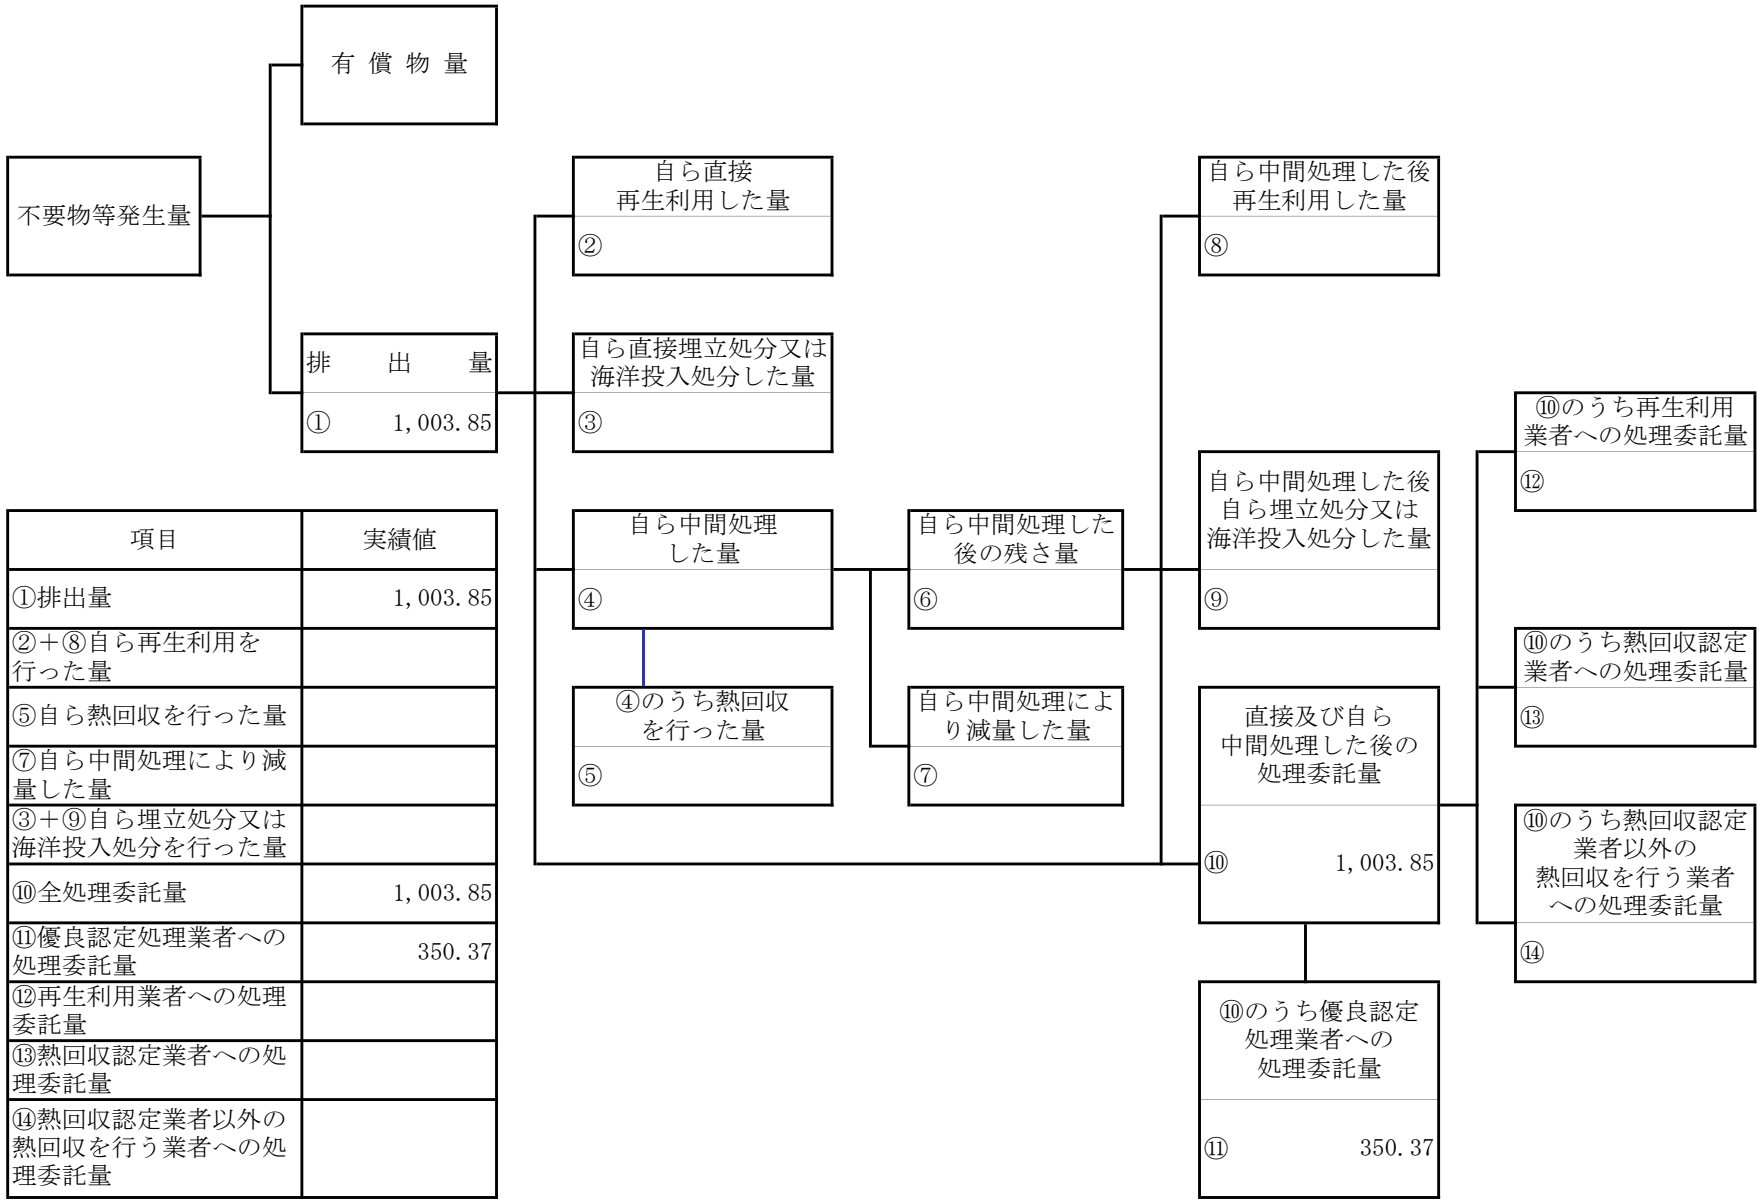 有償物量
不要物等発生量
排出量
① 1,003.85
自ら直接
再生利用した量
②
自ら直接埋立処分又は
海洋投入処分した量
③
自ら中間処理
した量
④
④のうち熱回収
を行った量
⑤
自ら中間処理した
後の残さ量
⑥
自ら中間処理によ
り減量した量
⑦
自ら中間処理した後
再生利用した量
⑧
自ら中間処理した後
自ら埋立処分又は
海洋投入処分した量
⑨
直接及び自ら
中間処理した後の
処理委託量
⑩ 1,003.85
⑩のうち優良認定
処理業者への
処理委託量
⑪ 350.37
⑩のうち再生利用
業者への処理委託量
⑫
⑩のうち熱回収認定
業者への処理委託量
⑬
⑩のうち熱回収認定
業者以外の
熱回収を行う業者
への処理委託量
⑭
項目 実績値
①排出量 1,003.85
②＋⑧自ら再生利用を
行った量
⑤自ら熱回収を行った量
⑦自ら中間処理により減
量した量
③＋⑨自ら埋立処分又は
海洋投入処分を行った量
⑩全処理委託量 1,003.85
⑪優良認定処理業者への
処理委託量 350.37
⑫再生利用業者への処理
委託量
⑬熱回収認定業者への処
理委託量
⑭熱回収認定業者以外の
熱回収を行う業者への処
理委託量